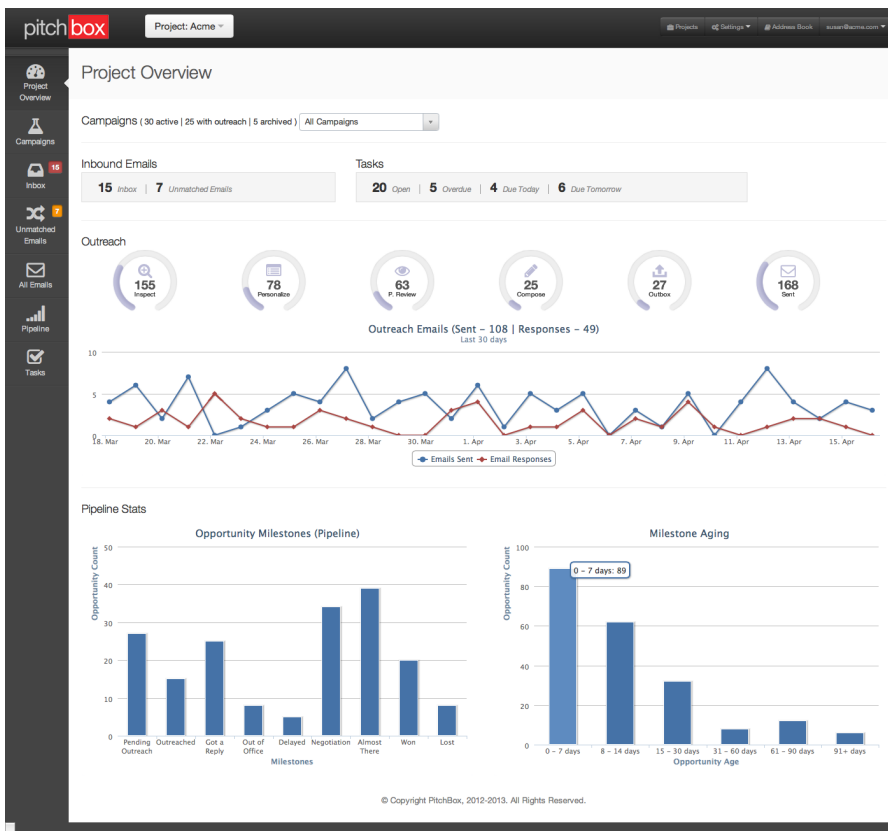 pitchbox
Project: Acme
Projects Settings Address Book susan@acme.com
Project Overview
Project
Overview
Campaigns
15
Inbox
7
Unmatched
Emails
All Emails
Pipeline
Tasks
Campaigns ( 30 active | 25 with outreach | 5 archived ) All Campaigns
Inbound Emails
15 Inbox | 7 Unmatched Emails
Tasks
20 Open | 5 Overdue | 4 Due Today | 6 Due Tomorrow
Outreach
155
Inspect
78
Personalize
63
P. Review
25
Compose
27
Outbox
168
Sent
Outreach Emails (Sent – 108 | Responses – 49)
Last 30 days
10
5
0
18. Mar 20. Mar 22. Mar 24. Mar 26. Mar 28. Mar 30. Mar 1. Apr 3. Apr 5. Apr 7. Apr 9. Apr 11. Apr 13. Apr 15. Apr
Emails Sent Email Responses
Pipeline Stats
Opportunity Milestones (Pipeline)
Opportunity Count
50
40
30
20
10
0
Pending Outreached Got a Out of Delayed Negotiation Almost Won Lost
Outreach Reply Office There
Milestones
Milestone Aging
Opportunity Count
100
80
60
40
20
0
0 – 7 days: 89
0 – 7 days 8 – 14 days 15 – 30 days 31 – 60 days 61 – 90 days 91+ days
Opportunity Age
© Copyright PitchBox, 2012-2013. All Rights Reserved.